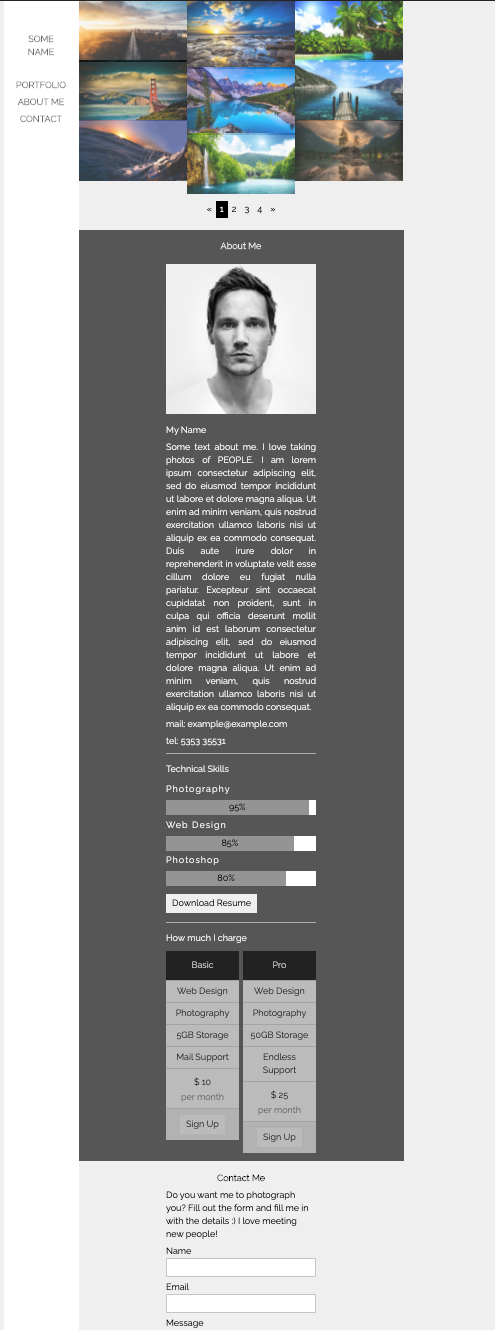 SOME
NAME
PORTFOLIO
ABOUT ME
CONTACT
« 1 2 3 4 »
About Me
My Name
Some text about me. I love taking
photos of PEOPLE. I am lorem
ipsum consectetur adipiscing elit,
sed do eiusmod tempor incididunt
ut labore et dolore magna aliqua. Ut
enim ad minim veniam, quis nostrud
exercitation ullamco laboris nisi ut
aliquip ex ea commodo consequat.
Duis aute irure dolor in
reprehenderit in voluptate velit esse
cillum dolore eu fugiat nulla
pariatur. Excepteur sint occaecat
cupidatat non proident, sunt in
culpa qui officia deserunt mollit
anim id est laborum consectetur
adipiscing elit, sed do eiusmod
tempor incididunt ut labore et
dolore magna aliqua. Ut enim ad
minim veniam, quis nostrud
exercitation ullamco laboris nisi ut
aliquip ex ea commodo consequat.
mail: example@example.com
tel: 5353 35531
Technical Skills
Photography
95%
Web Design
85%
Photoshop
80%
Download Resume
How much I charge
Basic
Web Design
Photography
5GB Storage
Mail Support
$ 10
per month
Sign Up
Pro
Web Design
Photography
50GB Storage
Endless
Support
$ 25
per month
Sign Up
Contact Me
Do you want me to photograph
you? Fill out the form and fill me in
with the details :) I love meeting
new people!
Name
Email
Message